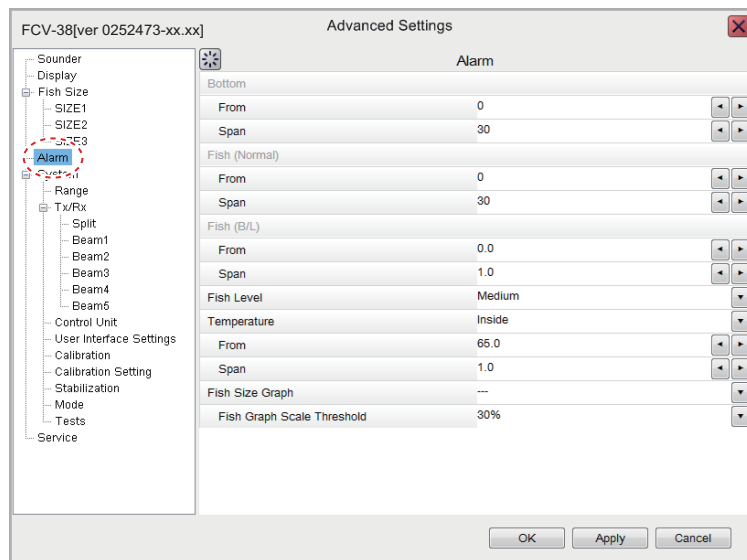 FCV-38[ver 0252473-xx.xx]
Advanced Settings
Sounder
Display
Fish Size
SIZE1
SIZE2
SIZE3
Alarm
System
Range
Tx/Rx
Split
Beam1
Beam2
Beam3
Beam4
Beam5
Control Unit
User Interface Settings
Calibration
Calibration Setting
Stabilization
Mode
Tests
Service
Alarm
Bottom
From 0
Span 30
Fish (Normal)
From 0
Span 30
Fish (B/L)
From 0.0
Span 1.0
Fish Level Medium
Temperature Inside
From 65.0
Span 1.0
Fish Size Graph ---
Fish Graph Scale Threshold 30%
OK Apply Cancel